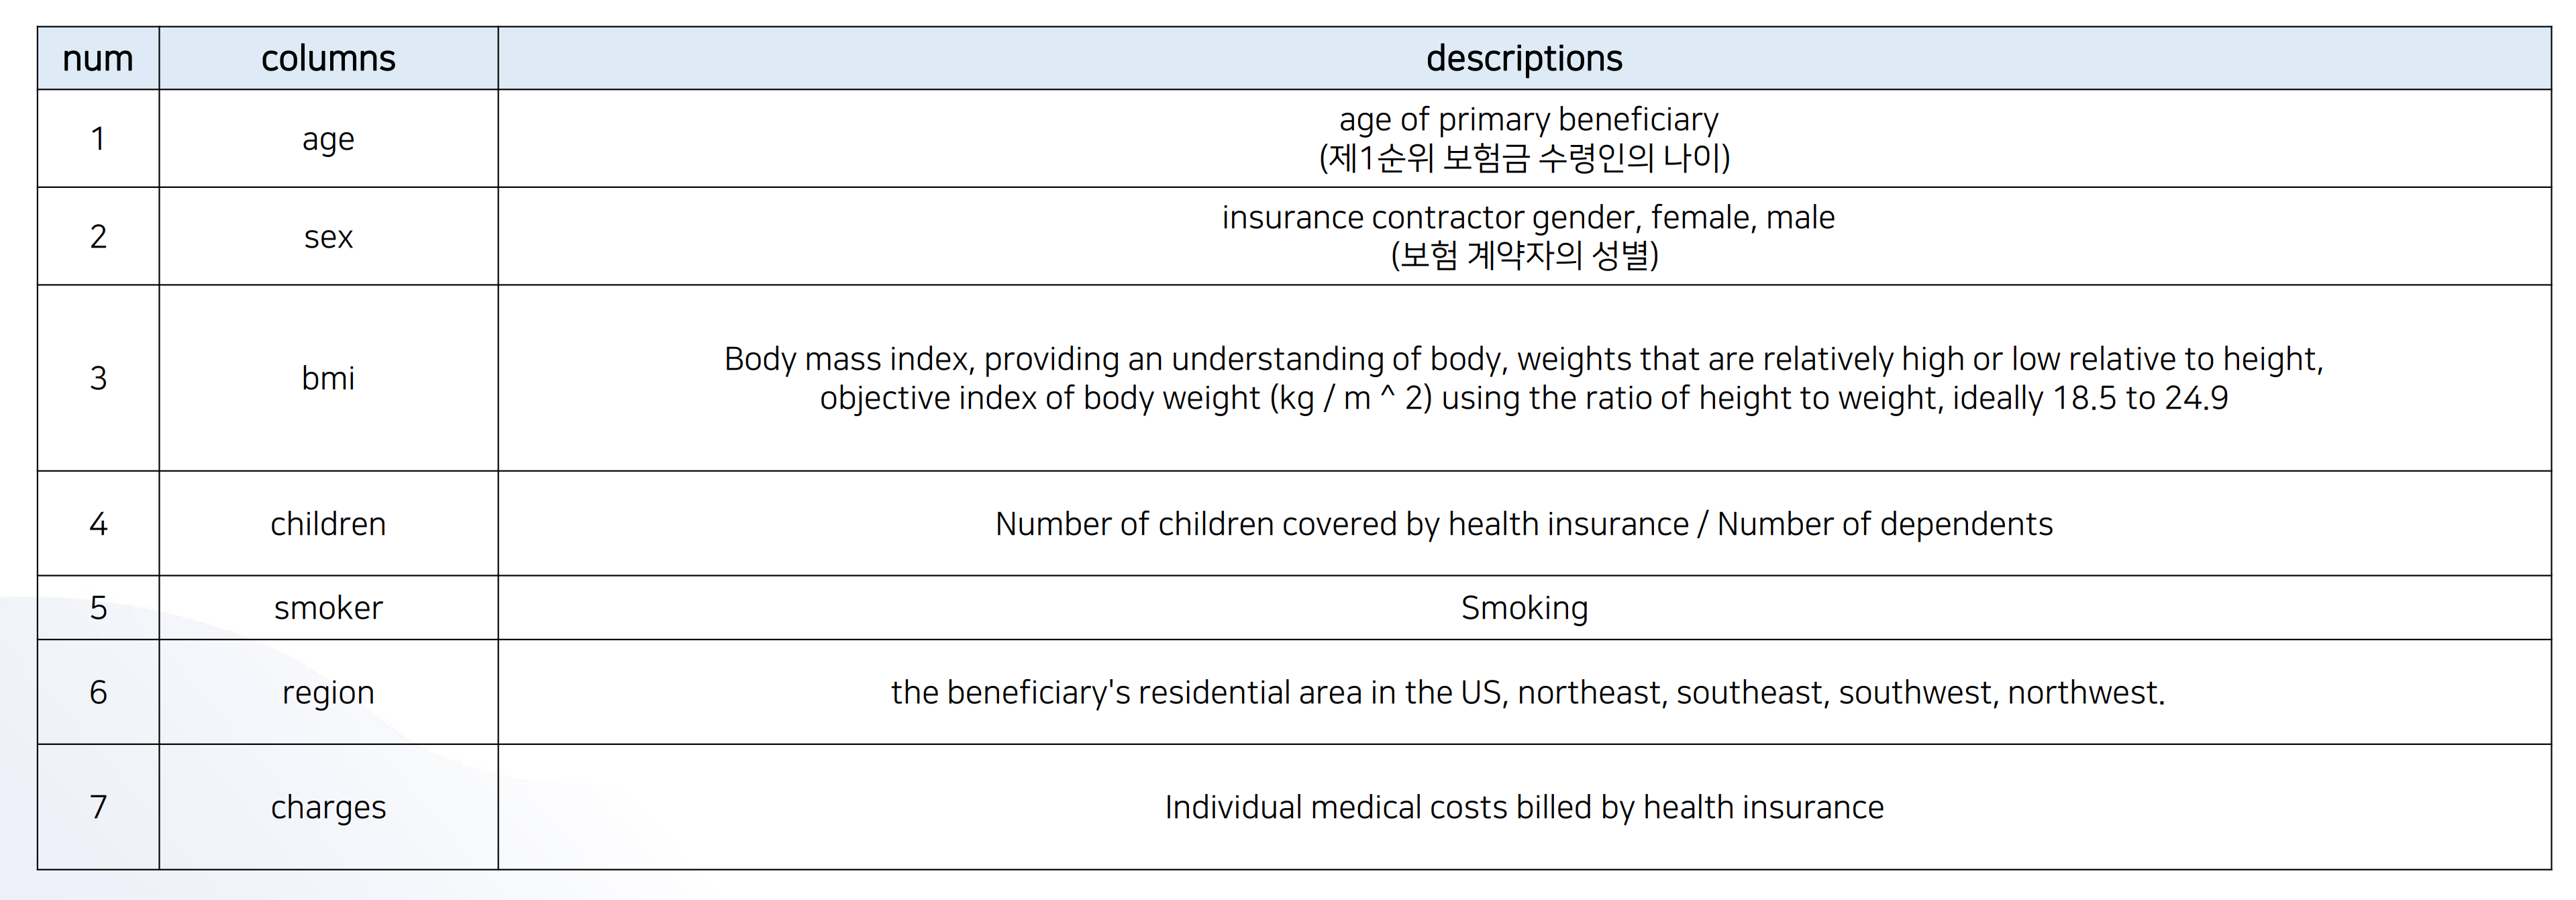 num columns descriptions
1 age age of primary beneficiary
(제1순위 보험금 수령인의 나이)
2 sex insurance contractor gender, female, male
(보험 계약자의 성별)
3 bmi Body mass index, providing an understanding of body, weights that are relatively high or low relative to height,
objective index of body weight (kg / m ^ 2) using the ratio of height to weight, ideally 18.5 to 24.9
4 children Number of children covered by health insurance / Number of dependents
5 smoker Smoking
6 region the beneficiary's residential area in the US, northeast, southeast, southwest, northwest.
7 charges Individual medical costs billed by health insurance